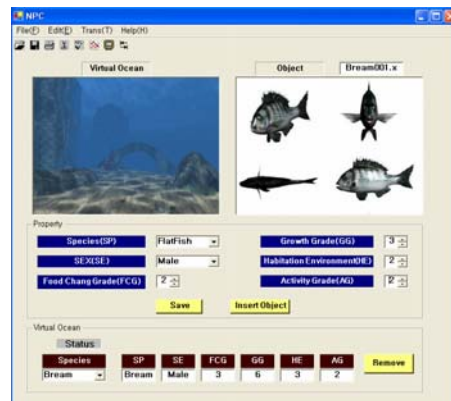 NPC
File(F) Edit(E) Trans(T) Help(H)
Virtual Ocean
Object Bream001.x
Property
Species(SP) FlatFish Growth Grade(GG) 3
SEX(SE) Male Habitation Environment(HE) 2
Food Chang Grade(FCG) 2 Activity Grade(AG) 2
Save Insert Object
Virtual Ocean
Status
Species SP SE FCG GG HE AG Remove
Bream Bream Male 3 6 3 2